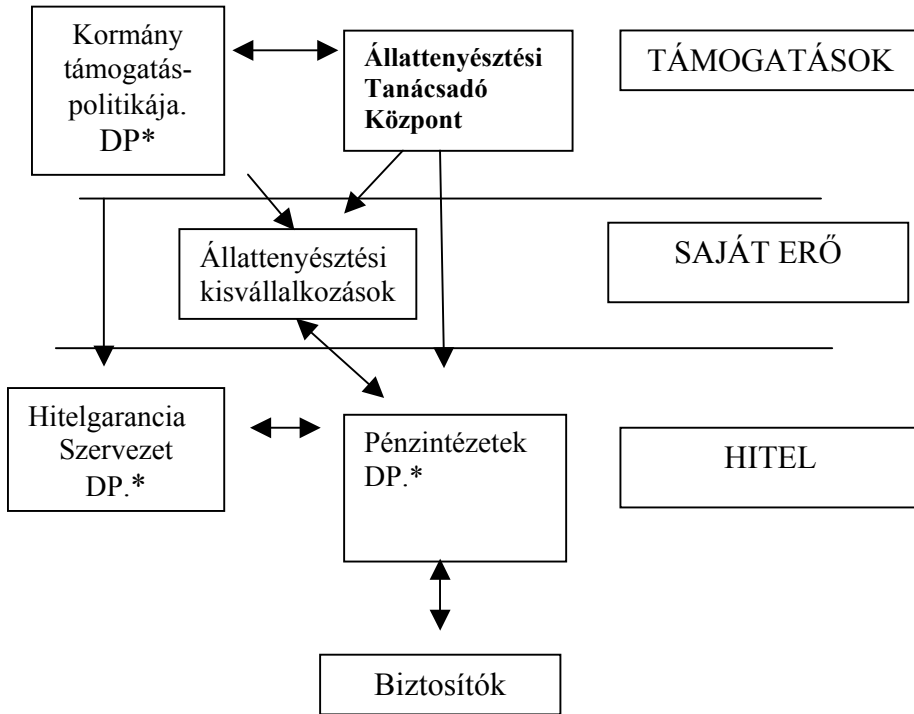 Kormány
támogatás-
politikája.
DP*
Állattenyésztési
Tanácsadó
Központ
TÁMOGATÁSOK
Állattenyésztési
kisvállalkozások
SAJÁT ERŐ
Hitelgarancia
Szervezet
DP.*
Pénzintézetek
DP.*
HITEL
Biztosítók